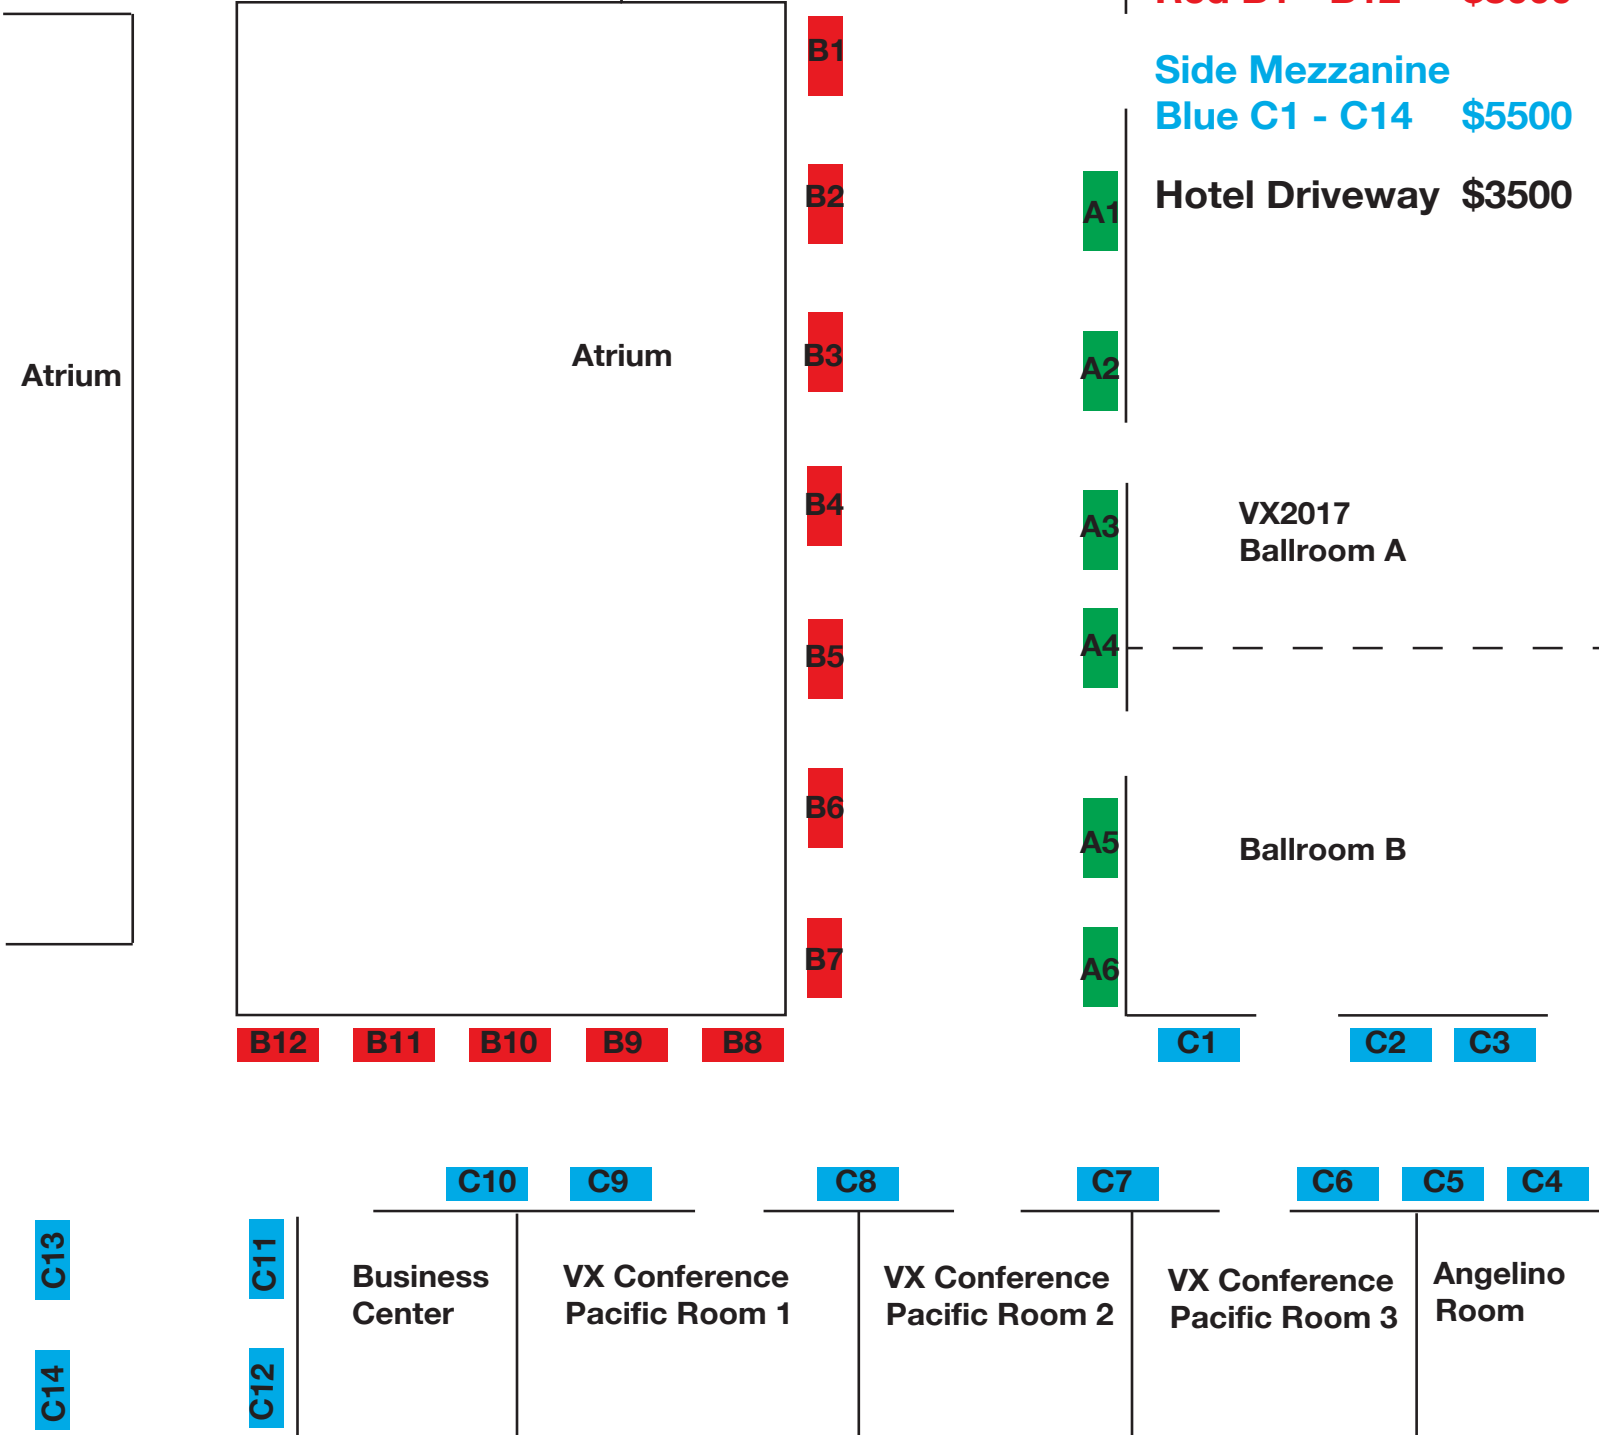 Side Mezzanine
Blue C1 - C14 $5500
Hotel Driveway $3500
B1
B2
A1
B3
A2
Atrium
Atrium
B4
A3
VX2017
Ballroom A
B5
A4
B6
A5
Ballroom B
B7
A6
B12 B11 B10 B9 B8
C1 C2 C3
C10 C9 C8 C7 C6 C5 C4
C13
C11
Business
Center
VX Conference
Pacific Room 1
VX Conference
Pacific Room 2
VX Conference
Pacific Room 3
Angelino
Room
C14
C12